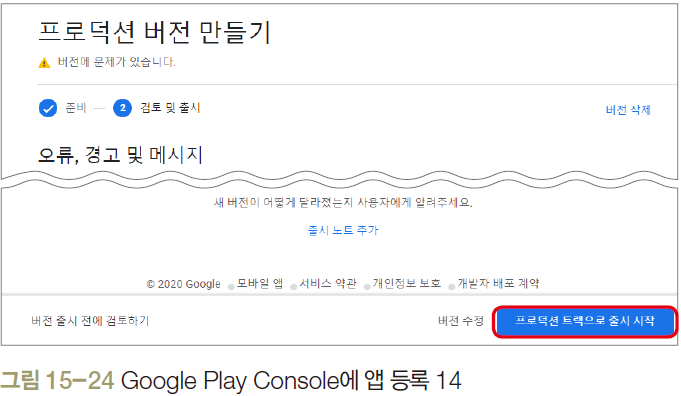 프로덕션 버전 만들기
버전에 문제가 있습니다.
준비 2 검토 및 출시 버전 삭제
오류, 경고 및 메시지
새 버전이 어떻게 달라졌는지 사용자에게 알려주세요.
출시 노트 추가
© 2020 Google 모바일 앱 서비스 약관 개인정보 보호 개발자 배포 계약
버전 출시 전에 검토하기 버전 수정 프로덕션 트랙으로 출시 시작
그림 15-24 Google Play Console에 앱 등록 14